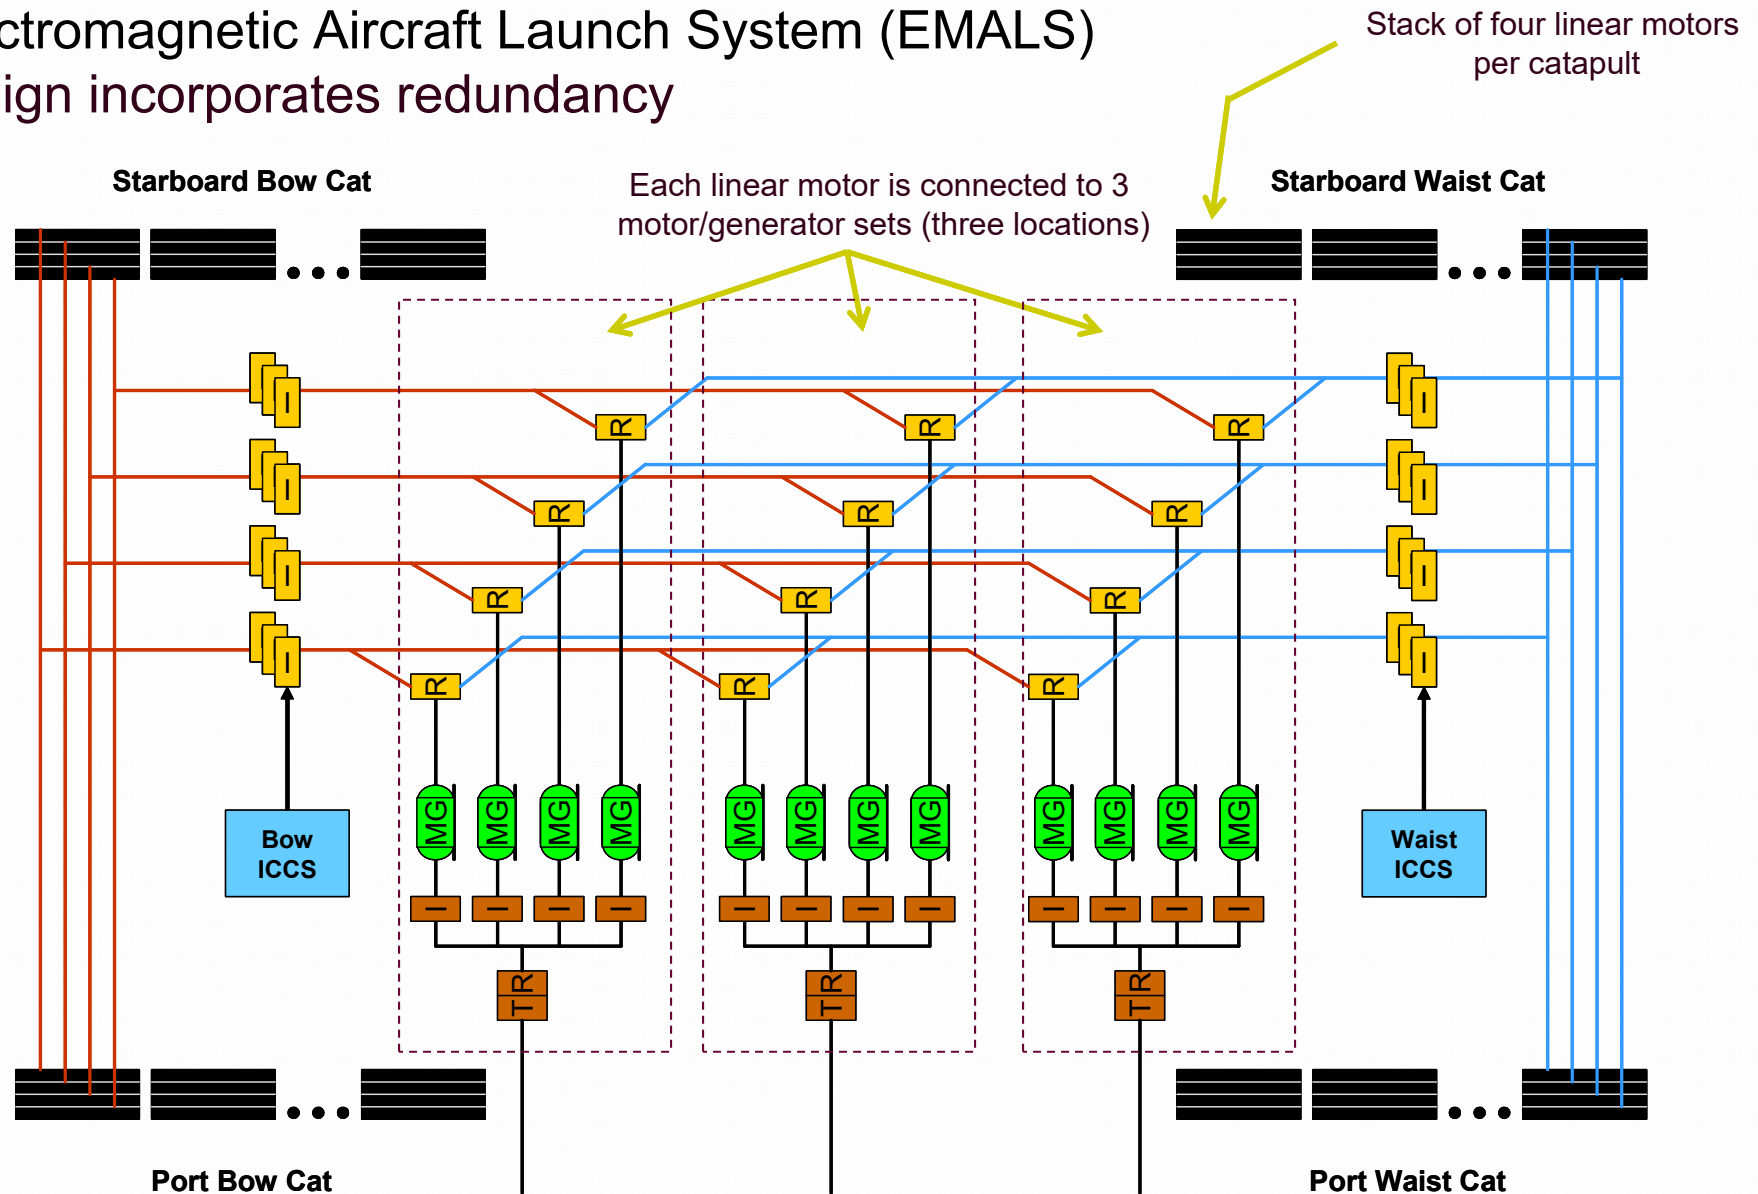 ctromagnetic Aircraft Launch System (EMALS)
ign incorporates redundancy
Stack of four linear motors
per catapult
Starboard Bow Cat
Each linear motor is connected to 3
motor/generator sets (three locations)
Starboard Waist Cat
I
I
I
I
I
I
I
I
R
R
R
R
R
R
R
R
R
R
R
R
Bow
ICCS
MG
MG
MG
MG
MG
MG
MG
MG
MG
MG
MG
MG
Waist
ICCS
I
I
I
I
I
I
I
I
I
I
I
I
TR
TR
TR
Port Bow Cat
Port Waist Cat